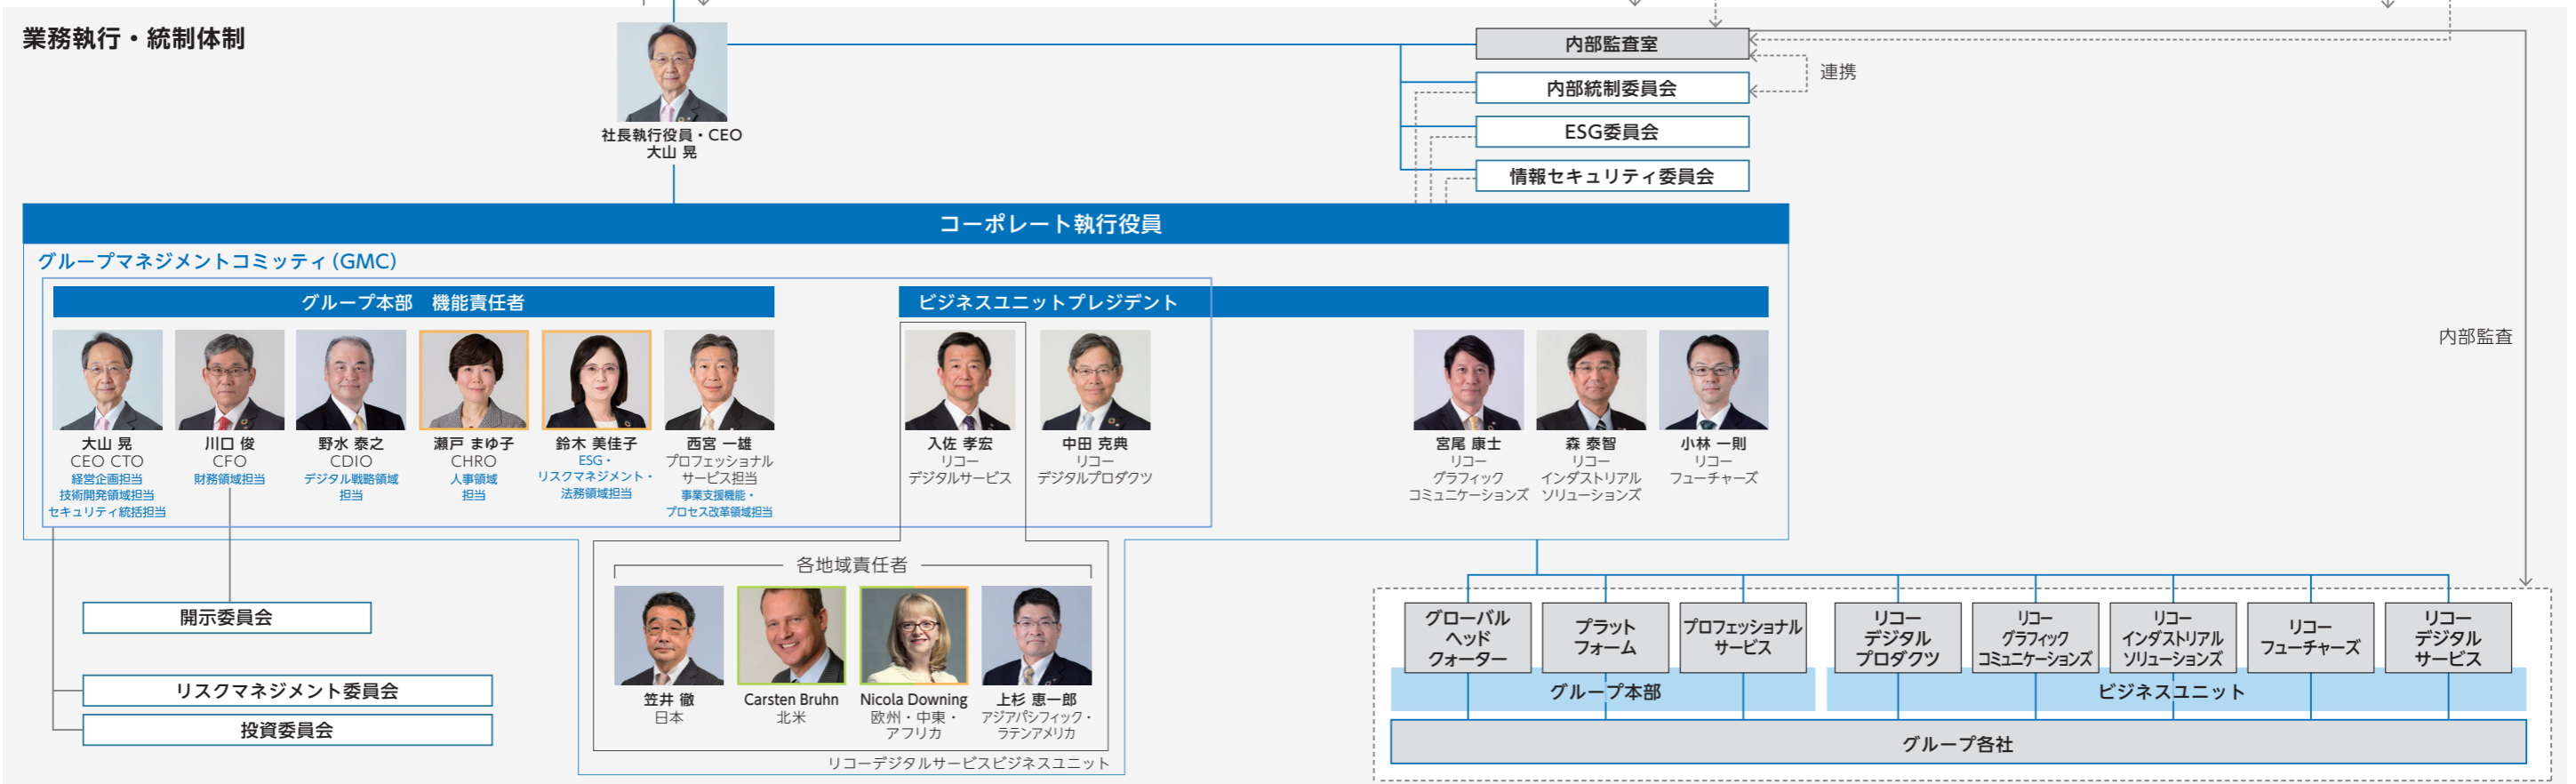 業務執行・統制体制
社長執行役員・CEO
大山 晃
内部監査室
内部統制委員会
ESG委員会
情報セキュリティ委員会
連携
内部監査
コーポレート執行役員
グループマネジメントコミッティ(GMC)
グループ本部 機能責任者
大山 晃
CEO CTO
経営企画担当
技術開発領域担当
セキュリティ統括担当
川口 俊
CFO
財務領域担当
野水 泰之
CDIO
デジタル戦略領域
担当
瀬戸 まゆ子
CHRO
人事領域
担当
鈴木 美佳子
ESG・
リスクマネジメント・
法務領域担当
西宮 一雄
プロフェッショナル
サービス担当
事業支援機能・
プロセス改革領域担当
ビジネスユニットプレジデント
入佐 孝宏
リコー
デジタルサービス
中田 克典
リコー
デジタルプロダクツ
宮尾 康士
リコー
グラフィック
コミュニケーションズ
森 泰智
リコー
インダストリアル
ソリューションズ
小林 一則
リコー
フューチャーズ
開示委員会
リスクマネジメント委員会
投資委員会
各地域責任者
笠井 徹
日本
Carsten Bruhn
北米
Nicola Downing
欧州・中東・
アフリカ
上杉 恵一郎
アジアパシフィック・
ラテンアメリカ
リコーデジタルサービスビジネスユニット
グローバル
ヘッド
クォーター
プラット
フォーム
プロフェッショナル
サービス
リコー
デジタル
プロダクツ
リコー
グラフィック
コミュニケーションズ
リコー
インダストリアル
ソリューションズ
リコー
フューチャーズ
リコー
デジタル
サービス
グループ本部
ビジネスユニット
グループ各社